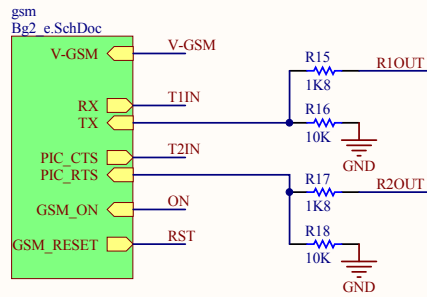 gsm
Bg2_e.SchDoc
V-GSM V-GSM
R15 R1OUT
1K8
RX T1IN
TX
R16
10K
GND
PIC_CTS T2IN
PIC_RTS
R17 R2OUT
1K8
GSM_ON ON
R18
10K
GSM_RESET RST
GND